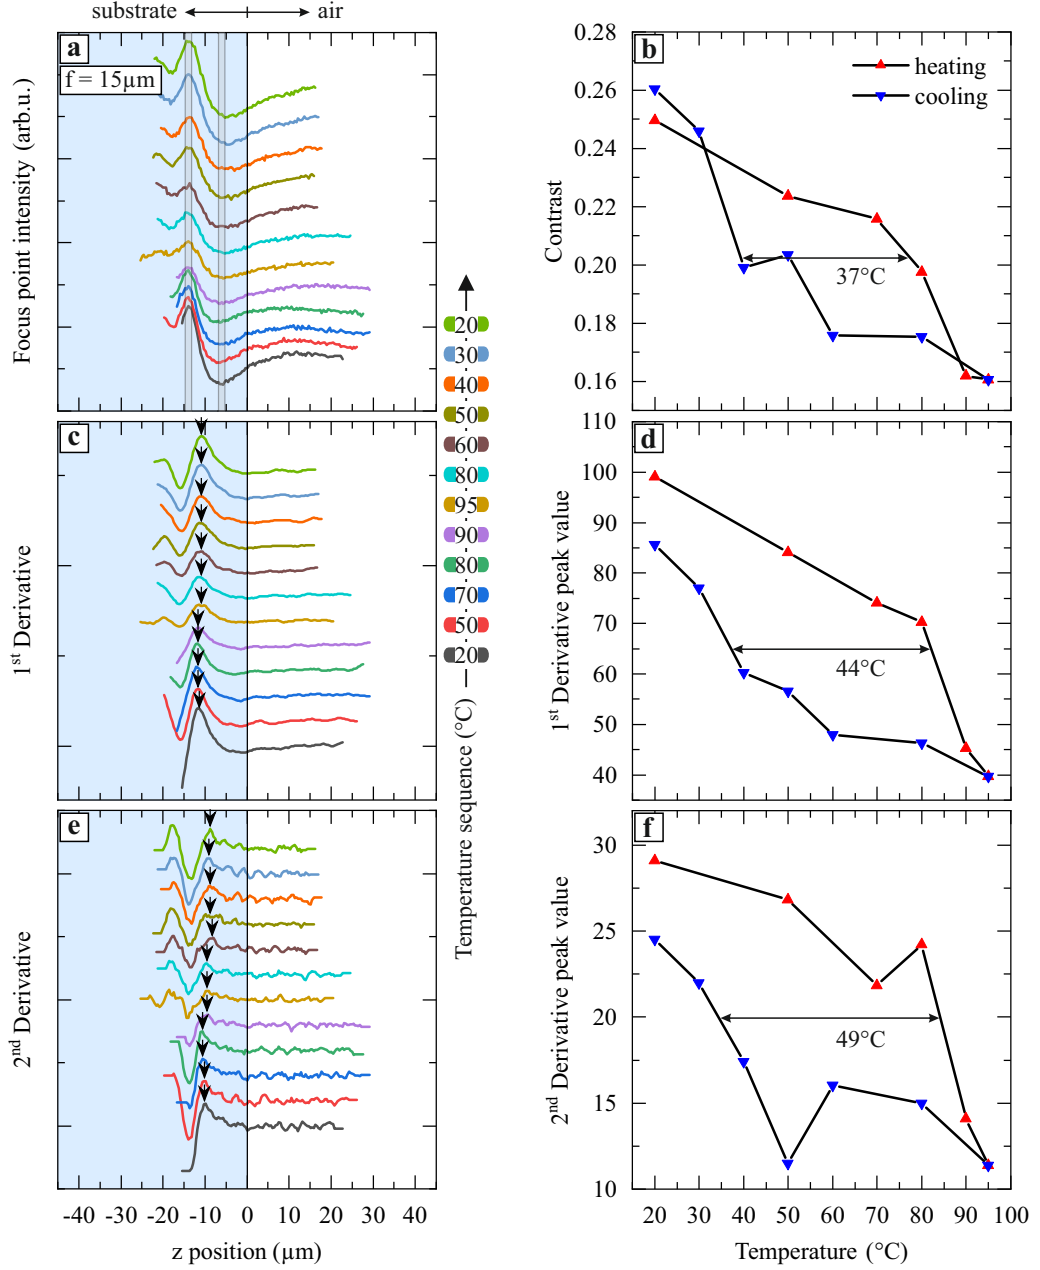 substrate
air
a
f = 15µm
Focus point intensity (arb.u.)
c
1st Derivative
e
2nd Derivative
-40 -30 -20 -10 0 10 20 30 40
z position (µm)
20
30
40
50
60
80
95
90
80
70
50
20
Temperature sequence (°C)
b
heating
cooling
37°C
0.28
0.26
0.24
0.22
0.20
0.18
0.16
Contrast
d
44°C
110
100
90
80
70
60
50
40
1st Derivative peak value
f
49°C
30
25
20
15
10
2nd Derivative peak value
20 30 40 50 60 70 80 90 100
Temperature (°C)